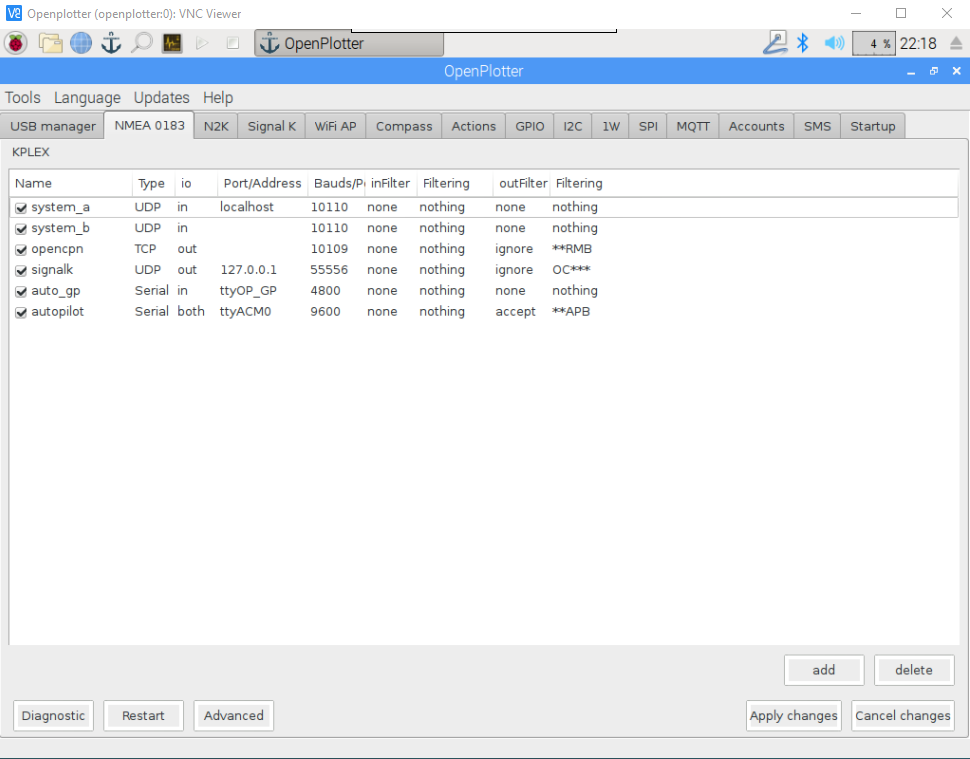 Openplotter (openplotter:0): VNC Viewer
OpenPlotter 4 % 22:18
OpenPlotter
Tools Language Updates Help
USB manager NMEA 0183 N2K Signal K WiFi AP Compass Actions GPIO I2C 1W SPI MQTT Accounts SMS Startup
KPLEX
Name Type io Port/Address Bauds/P inFilter Filtering outFilter Filtering
system_a UDP in localhost 10110 none nothing none nothing
system_b UDP in 10110 none nothing none nothing
opencpn TCP out 10109 none nothing ignore **RMB
signalk UDP out 127.0.0.1 55556 none nothing ignore OC***
auto_gp Serial in ttyOP_GP 4800 none nothing none nothing
autopilot Serial both ttyACM0 9600 none nothing accept **APB
add delete
Diagnostic Restart Advanced Apply changes Cancel changes